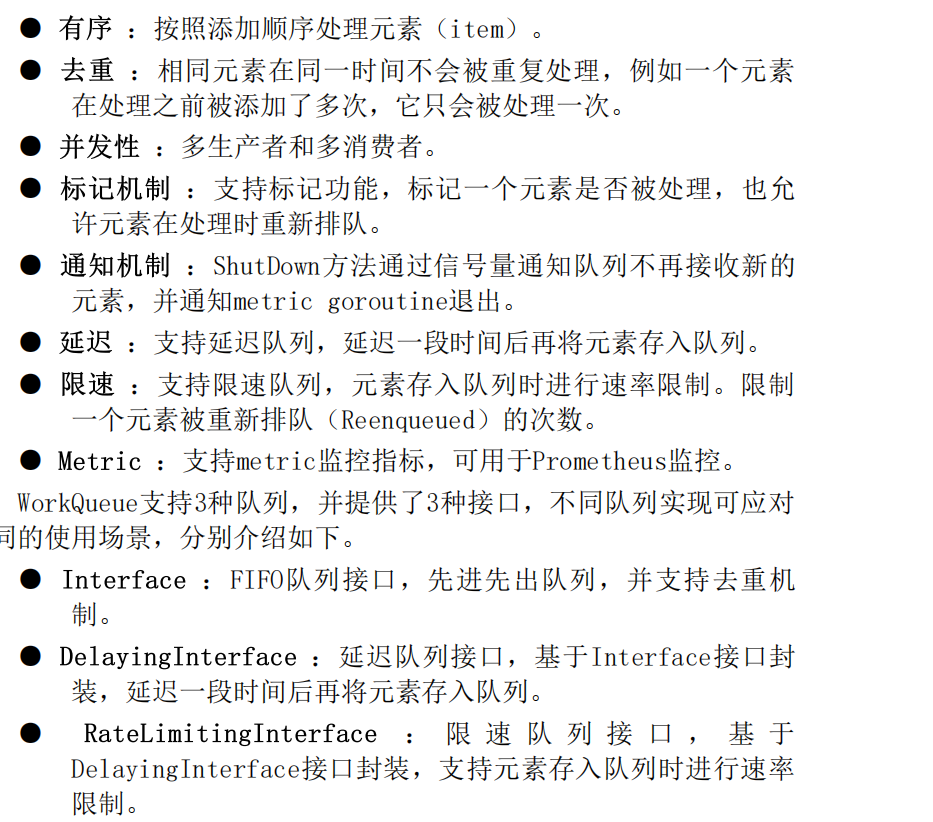 ● 有序 ：按照添加顺序处理元素（item）。
● 去重 ：相同元素在同一时间不会被重复处理，例如一个元素
在处理之前被添加了多次，它只会被处理一次。
● 并发性 ：多生产者和多消费者。
● 标记机制 ：支持标记功能，标记一个元素是否被处理，也允
许元素在处理时重新排队。
● 通知机制 ：ShutDown方法通过信号量通知队列不再接收新的
元素，并通知metric goroutine退出。
● 延迟 ：支持延迟队列，延迟一段时间后再将元素存入队列。
● 限速 ：支持限速队列，元素存入队列时进行速率限制。限制
一个元素被重新排队（Reenqueued）的次数。
● Metric ：支持metric监控指标，可用于Prometheus监控。
WorkQueue支持3种队列，并提供了3种接口，不同队列实现可应对
同的使用场景，分别介绍如下。
● Interface ：FIFO队列接口，先进先出队列，并支持去重机
制。
● DelayingInterface ：延迟队列接口，基于Interface接口封
装，延迟一段时间后再将元素存入队列。
● RateLimitingInterface ：限速队列接口，基于
DelayingInterface接口封装，支持元素存入队列时进行速率
限制。